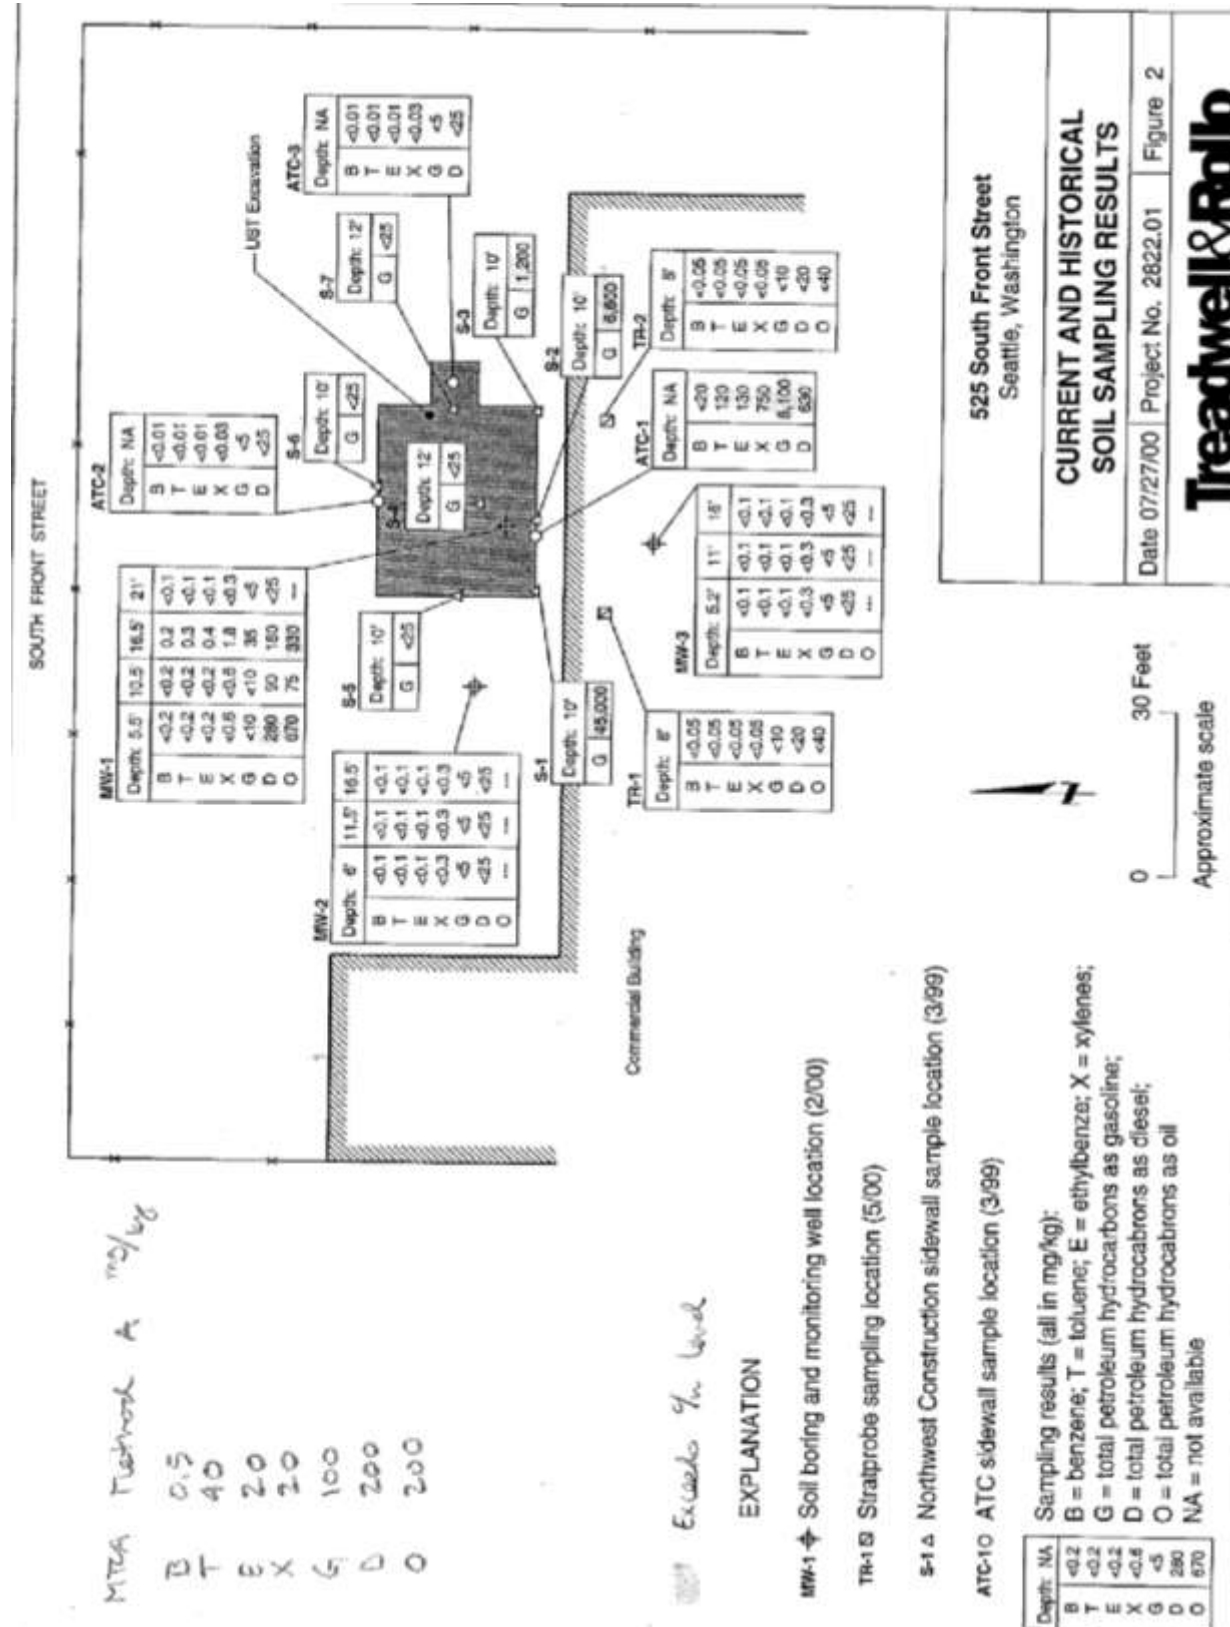 SOUTH FRONT STREET
MW-1
Depth: 5.5' 10.5' 16.5' 21'
B <0.2 <0.2 0.2 <0.1
T <0.2 <0.2 0.3 <0.1
E <0.2 <0.2 0.4 <0.1
X <0.6 <0.6 1.8 <0.3
G <10 <10 35 <5
D 280 90 180 <25
O 670 75 330 ---
ATC-2
Depth: NA
B <0.01
T <0.01
E <0.01
X <0.03
G <5
D <25
S-6
Depth: 10'
G <25
UST Excavation
S-7
Depth: 12'
G <25
ATC-3
Depth: NA
B <0.01
T <0.01
E <0.01
X <0.03
G <5
D <25
S-5
Depth: 10'
G <25
Depth: 12'
G <25
S-3
Depth: 10'
G 1,200
MW-2
Depth: 6' 11.5' 16.5'
B <0.1 <0.1 <0.1
T <0.1 <0.1 <0.1
E <0.1 <0.1 <0.1
X <0.3 <0.3 <0.3
G <5 <5 <5
D <25 <25 <25
O --- --- ---
S-1
Depth: 10'
G 45,000
S-2
Depth: 10'
G 6,600
Commercial Building
TR-1
Depth: 8'
B <0.05
T <0.05
E <0.05
X <0.05
G <10
D <20
O <40
MW-3
Depth: 5.2' 11' 16'
B <0.1 <0.1 <0.1
T <0.1 <0.1 <0.1
E <0.1 <0.1 <0.1
X <0.3 <0.3 <0.3
G <5 <5 <5
D <25 <25 <25
O --- --- ---
ATC-1
Depth: NA
B <20
T 120
E 130
X 750
D 630
TR-2
Depth: 8'
B <0.05
T <0.05
E <0.05
X <0.05
G <10
D <20
O <40
MTCA Method A mg/kg
B 0.5
T 40
E 20
X 20
G 100
D 200
O 200
Exceeds c/u level
EXPLANATION
MW-1 Soil boring and monitoring well location (2/00)
TR-1 Strataprobe sampling location (5/00)
S-1 Northwest Construction sidewall sample location (3/99)
ATC-1 ATC sidewall sample location (3/99)
Depth: NA
B <0.2
T <0.2
E <0.2
X <0.6
G <5
D 280
O 670
Sampling results (all in mg/kg):
B = benzene; T = toluene; E = ethylbenze; X = xylenes;
G = total petroleum hydrocarbons as gasoline;
D = total petroleum hydrocabrons as diesel;
O = total petroleum hydrocabrons as oil
NA = not available
0 30 Feet
Approximate scale
525 South Front Street
Seattle, Washington
CURRENT AND HISTORICAL
SOIL SAMPLING RESULTS
Date 07/27/00 Project No. 2822.01 Figure 2
Treadwell&Rollo